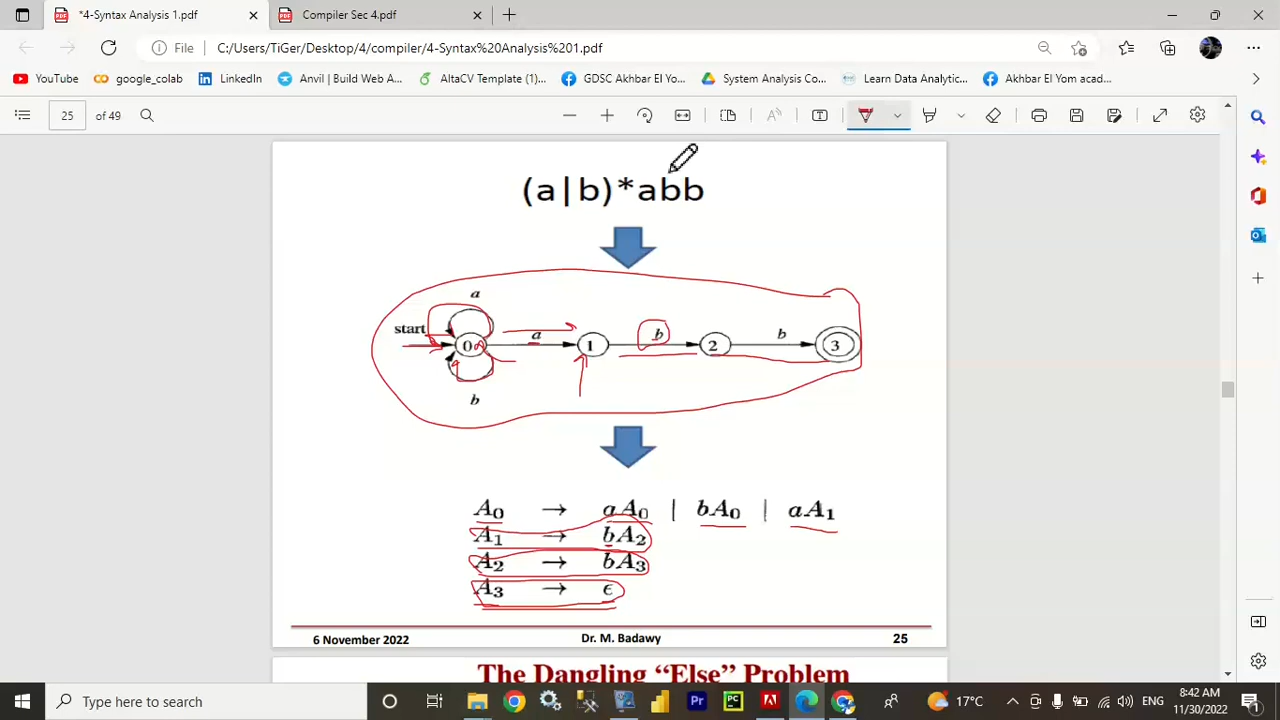 *4-Syntax Analysis 1.pdf
Compiler Sec 4.pdf
File C:/Users/TiGer/Desktop/4/compiler/4-Syntax%20Analysis%201.pdf
YouTube google_colab LinkedIn Anvil | Build Web A... AltaCV Template (1)... GDSC Akhbar El Yom... System Analysis Co... Learn Data Analytic... Akhbar El Yom acad...
25 of 49
(a|b)*abb
a
start 0 a 1 b 2 b 3
b
A₀ → aA₀ | bA₀ | aA₁
A₁ → bA₂
A₂ → bA₃
A₃ → ϵ
6 November 2022 Dr. M. Badawy 25
The Dangling “Else” Problem
Type here to search
17°C ENG 8:42 AM
11/30/2022